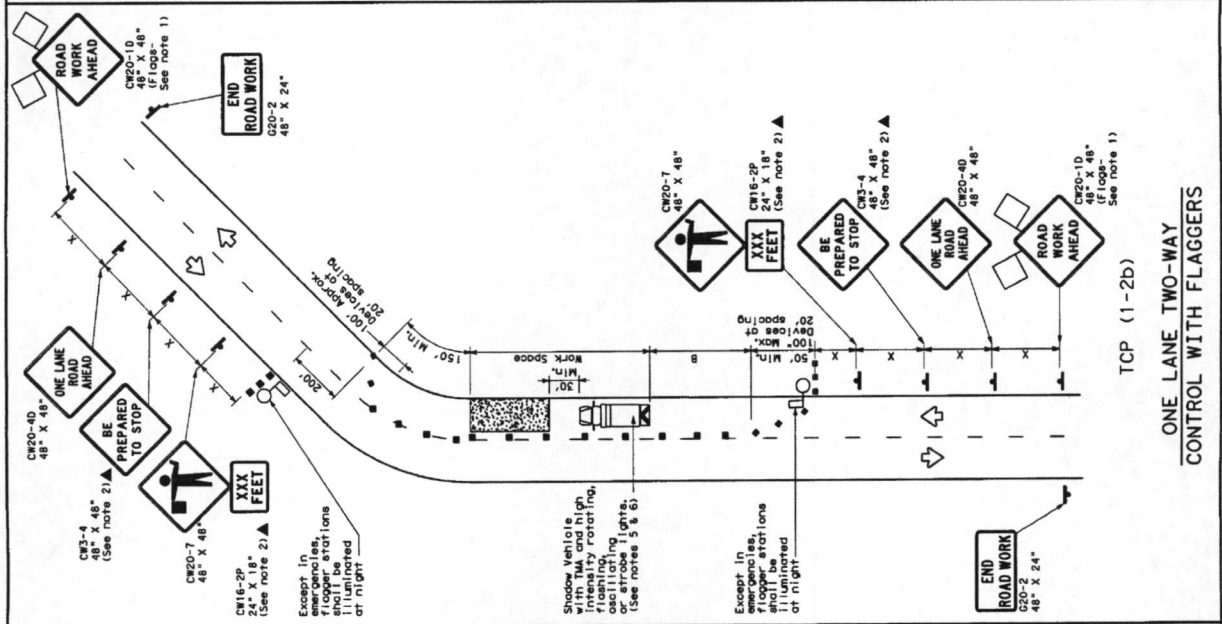 ROAD
WORK
AHEAD
CW20-1D
48" X 48"
(Flags-
See note 1)
END
ROAD WORK
G20-2
48" X 24"
X
X
X
X
ONE LANE
ROAD
AHEAD
CW20-4D
48" X 48"
BE
PREPARED
TO STOP
CW3-4
48" X 48"
(See note 2)▲
CW20-7
48" X 48"
XXX
FEET
CW16-2P
24" X 18"
(See note 2)▲
Except in
emergencies,
flagger stations
shall be
illuminated
at night
200'
100' Approx.
Devices at
20' spacing
150' Min.
Work Space
30'
Min.
B
Shadow Vehicle
with TMA and high
intensity rotating,
flashing,
oscillating
or strobe lights.
(See notes 5 & 6)
Except in
emergencies,
flagger stations
shall be
illuminated
at night
50' Min.
100" Max.
Devices at
20' spacing
CW20-7
48" X 48"
XXX
FEET
CW16-2P
24" X 18"
(See note 2)▲
BE
PREPARED
TO STOP
CW3-4
48" X 48"
(See note 2)▲
ONE LANE
ROAD
AHEAD
CW20-4D
48" X 48"
ROAD
WORK
AHEAD
CW20-1D
48" X 48"
(Flags-
See note 1)
X
X
X
X
END
ROAD WORK
G20-2
48" X 24"
TCP (1-2b)
ONE LANE TWO-WAY
CONTROL WITH FLAGGERS